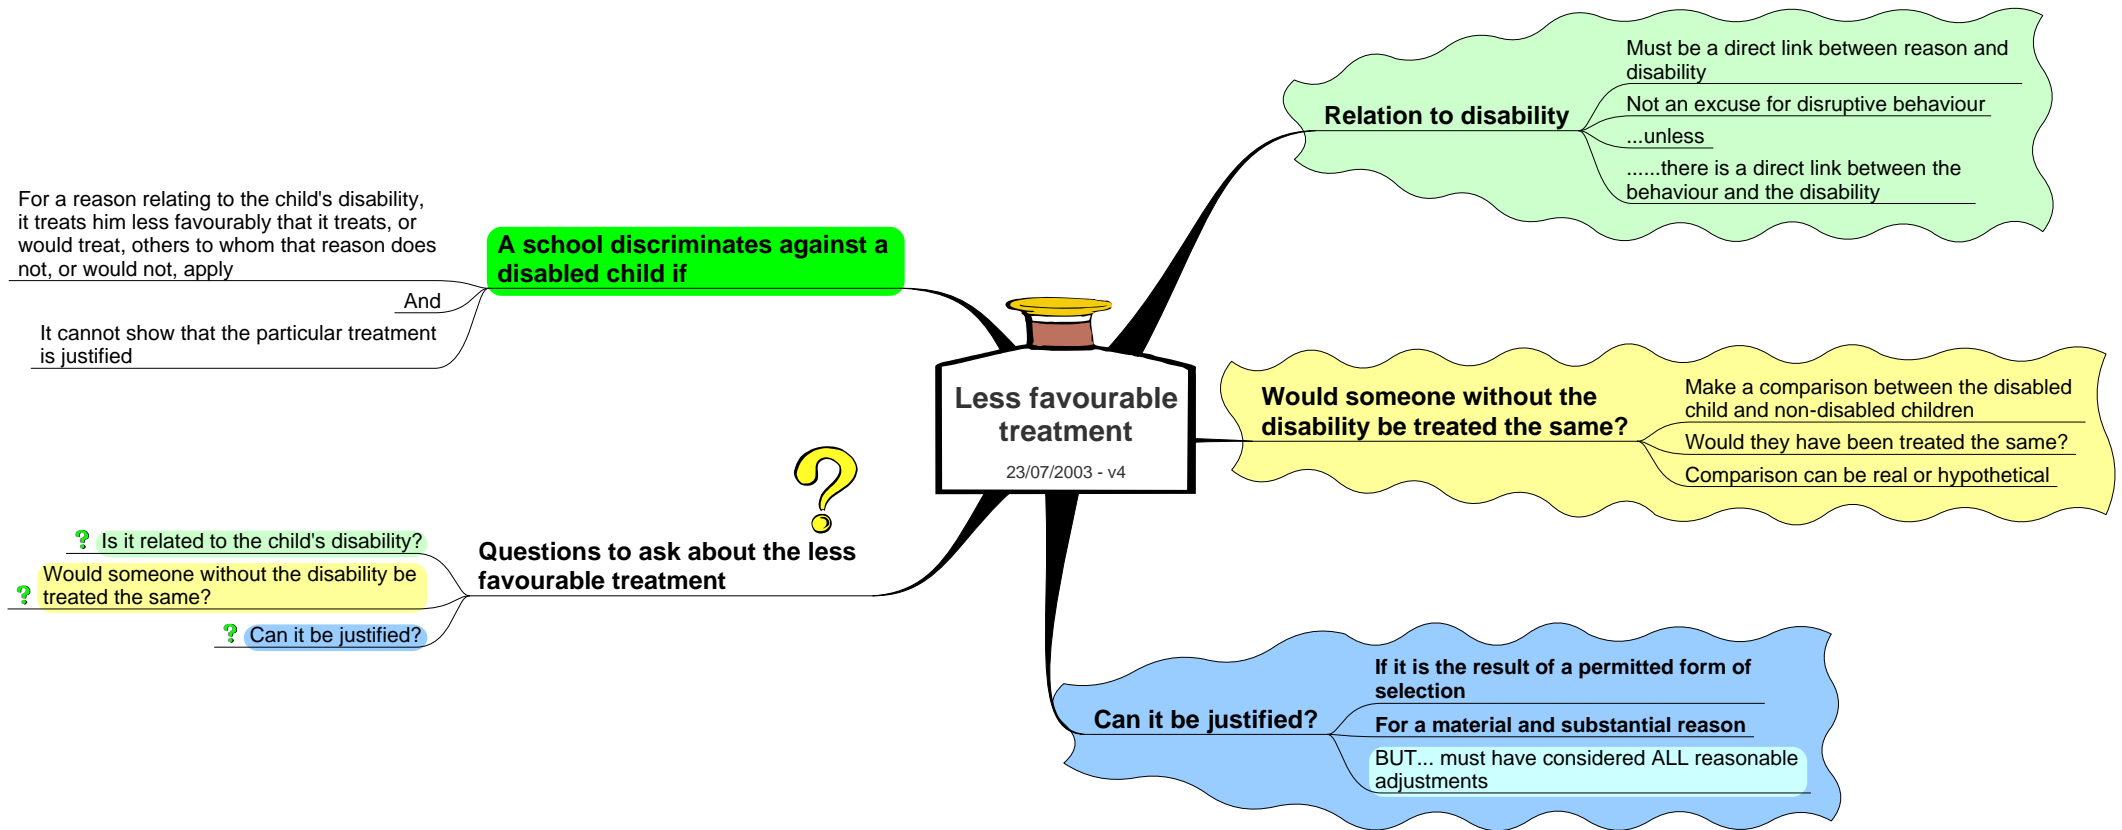 Less favourable
treatment
23/07/2003 - v4
Relation to disability
Must be a direct link between reason and
disability
Not an excuse for disruptive behaviour
...unless
......there is a direct link between the
behaviour and the disability
Would someone without the
disability be treated the same?
Make a comparison between the disabled
child and non-disabled children
Would they have been treated the same?
Comparison can be real or hypothetical
Can it be justified?
If it is the result of a permitted form of
selection
For a material and substantial reason
BUT... must have considered ALL reasonable
adjustments
Questions to ask about the less
favourable treatment
? Is it related to the child's disability?
Would someone without the disability be
? treated the same?
? Can it be justified?
A school discriminates against a
disabled child if
For a reason relating to the child's disability,
it treats him less favourably that it treats, or
would treat, others to whom that reason does
not, or would not, apply
And
It cannot show that the particular treatment
is justified
?